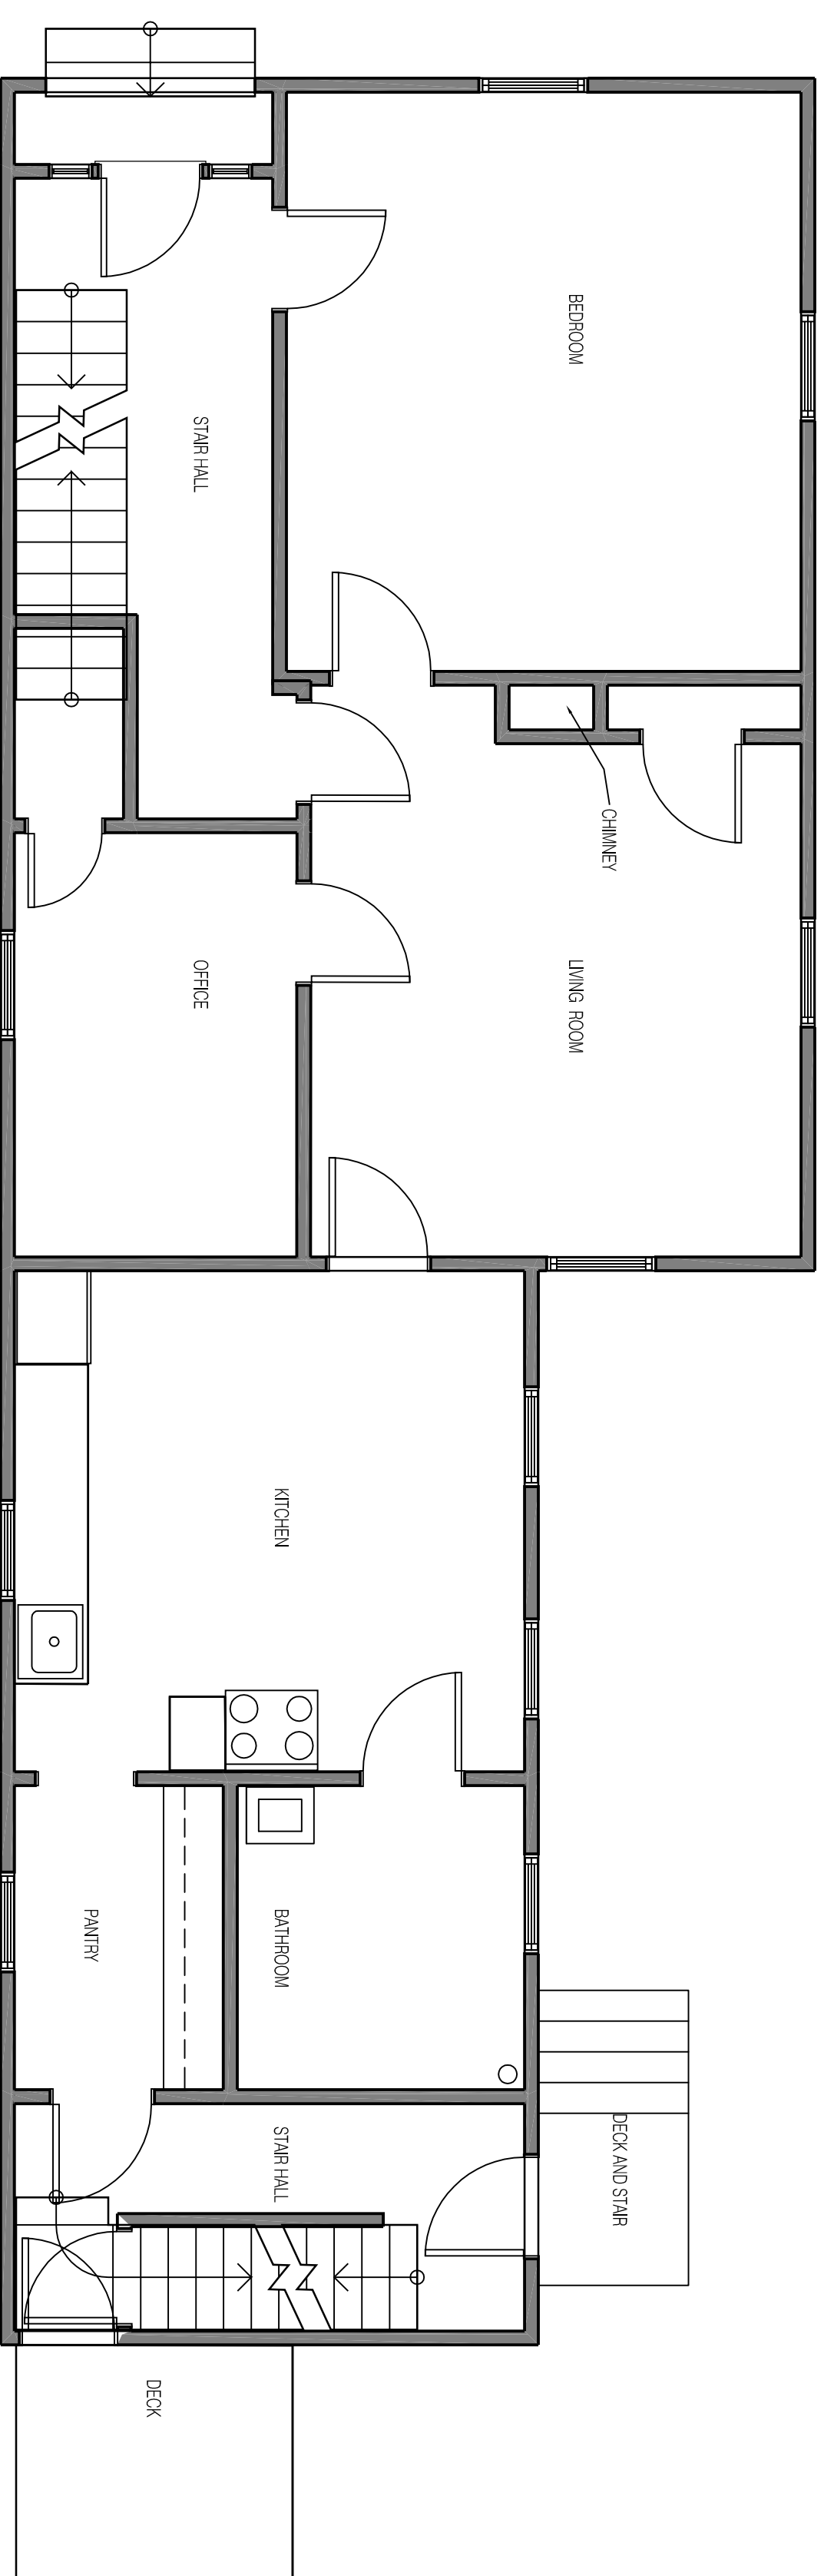 BEDROOM
STAIR HALL
CHIMNEY
LIVING ROOM
OFFICE
KITCHEN
BATHROOM
PANTRY
STAIR HALL
DECK AND STAIR
DECK